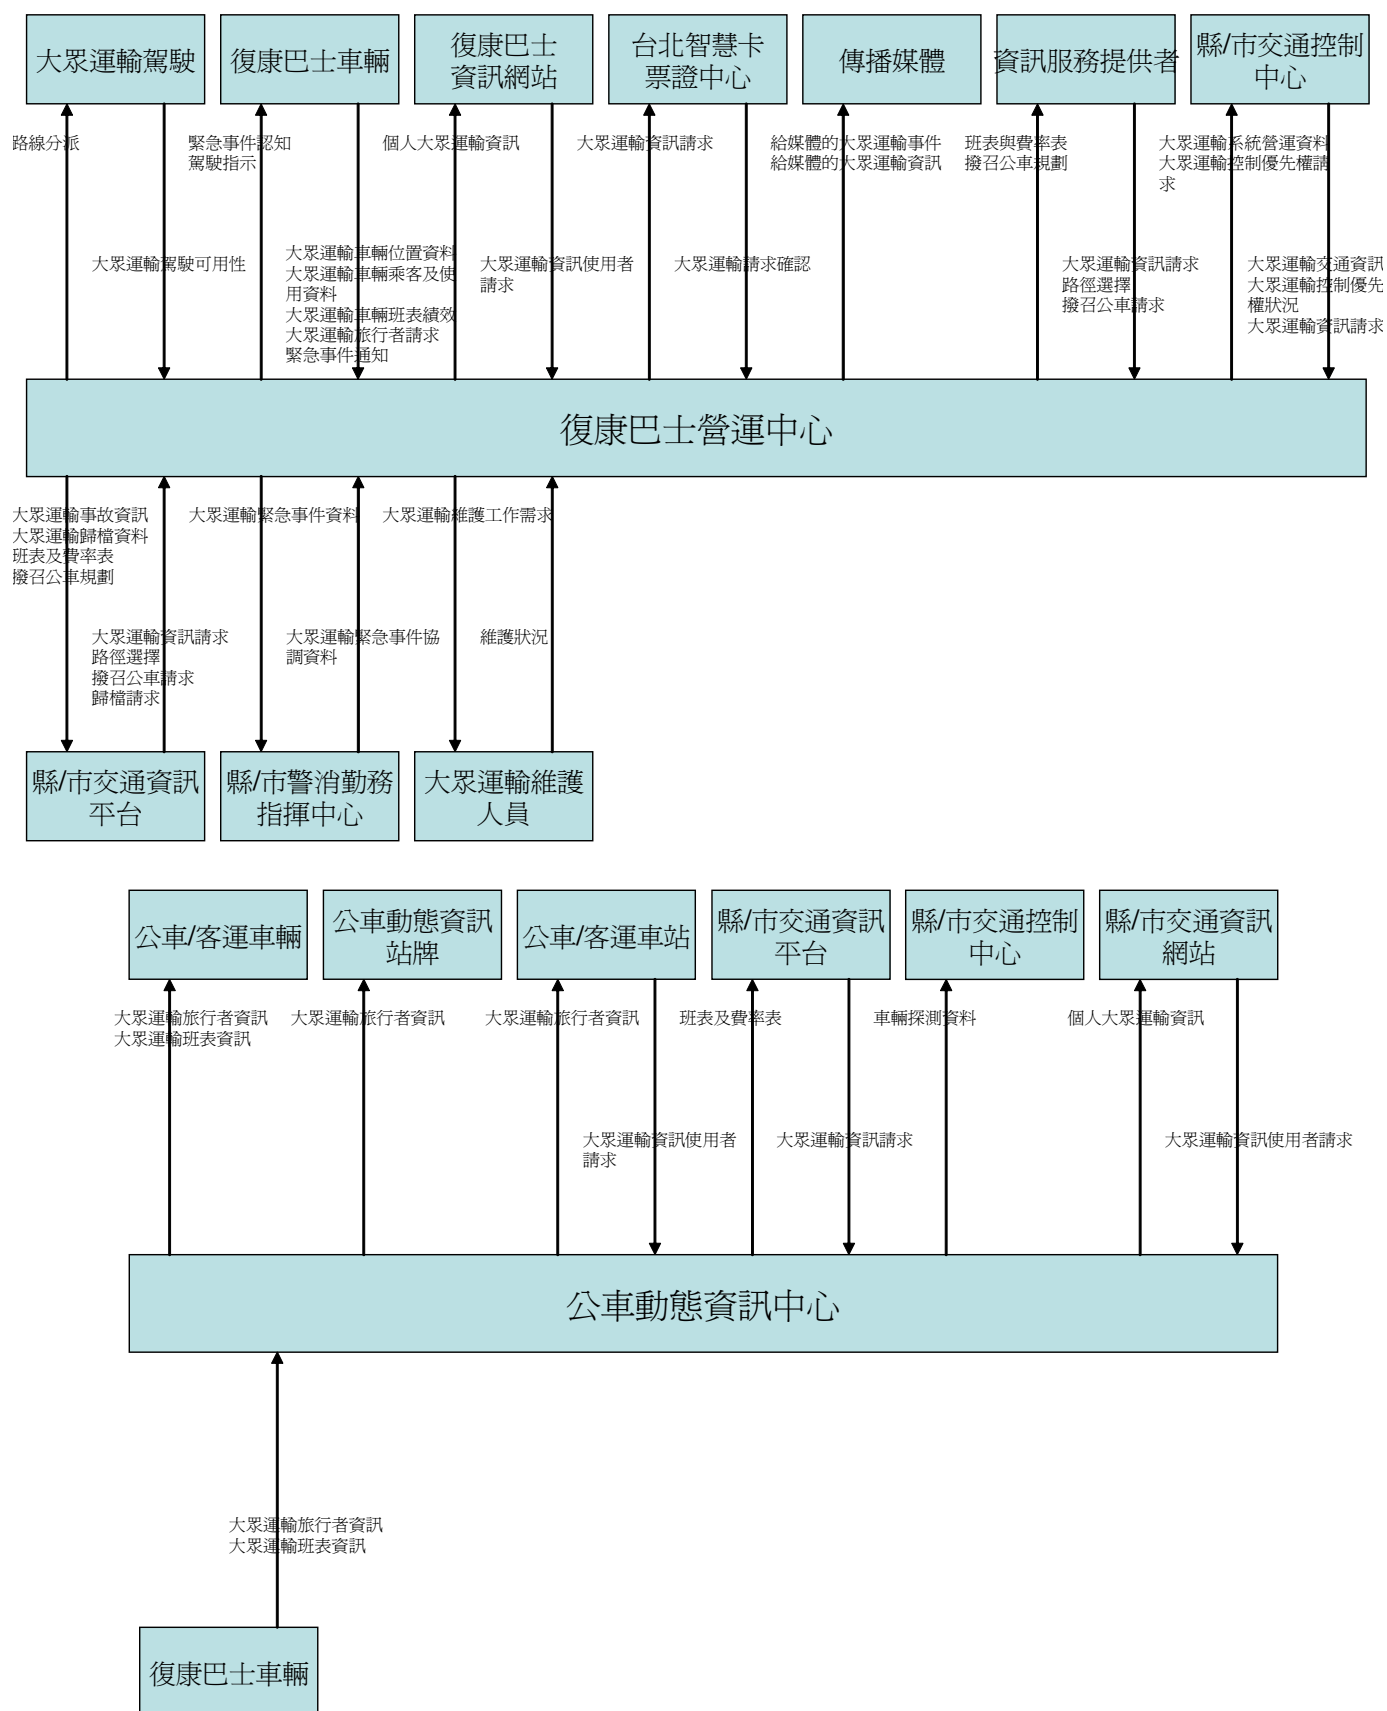 大眾運輸駕駛
復康巴士車輛
復康巴士
資訊網站
台北智慧卡
票證中心
傳播媒體
資訊服務提供者
縣/市交通控制
中心
路線分派
緊急事件認知
駕駛指示
個人大眾運輸資訊
大眾運輸資訊請求
給媒體的大眾運輸事件
給媒體的大眾運輸資訊
班表與費率表
撥召公車規劃
大眾運輸系統營運資料
大眾運輸控制優先權請
求
大眾運輸駕駛可用性
大眾運輸車輛位置資料
大眾運輸車輛乘客及使
用資料
大眾運輸車輛班表績效
大眾運輸旅行者請求
緊急事件通知
大眾運輸資訊使用者
請求
大眾運輸請求確認
大眾運輸資訊請求
路徑選擇
撥召公車請求
大眾運輸交通資訊
大眾運輸控制優先
權狀況
大眾運輸資訊請求
復康巴士營運中心
大眾運輸事故資訊
大眾運輸歸檔資料
班表及費率表
撥召公車規劃
大眾運輸緊急事件資料
大眾運輸維護工作需求
大眾運輸資訊請求
路徑選擇
撥召公車請求
歸檔請求
大眾運輸緊急事件協
調資料
維護狀況
縣/市交通資訊
平台
縣/市警消勤務
指揮中心
大眾運輸維護
人員
公車/客運車輛
公車動態資訊
站牌
公車/客運車站
縣/市交通資訊
平台
縣/市交通控制
中心
縣/市交通資訊
網站
大眾運輸旅行者資訊
大眾運輸班表資訊
大眾運輸旅行者資訊
大眾運輸旅行者資訊
班表及費率表
車輛探測資料
個人大眾運輸資訊
大眾運輸資訊使用者
請求
大眾運輸資訊請求
大眾運輸資訊使用者請求
公車動態資訊中心
大眾運輸旅行者資訊
大眾運輸班表資訊
復康巴士車輛